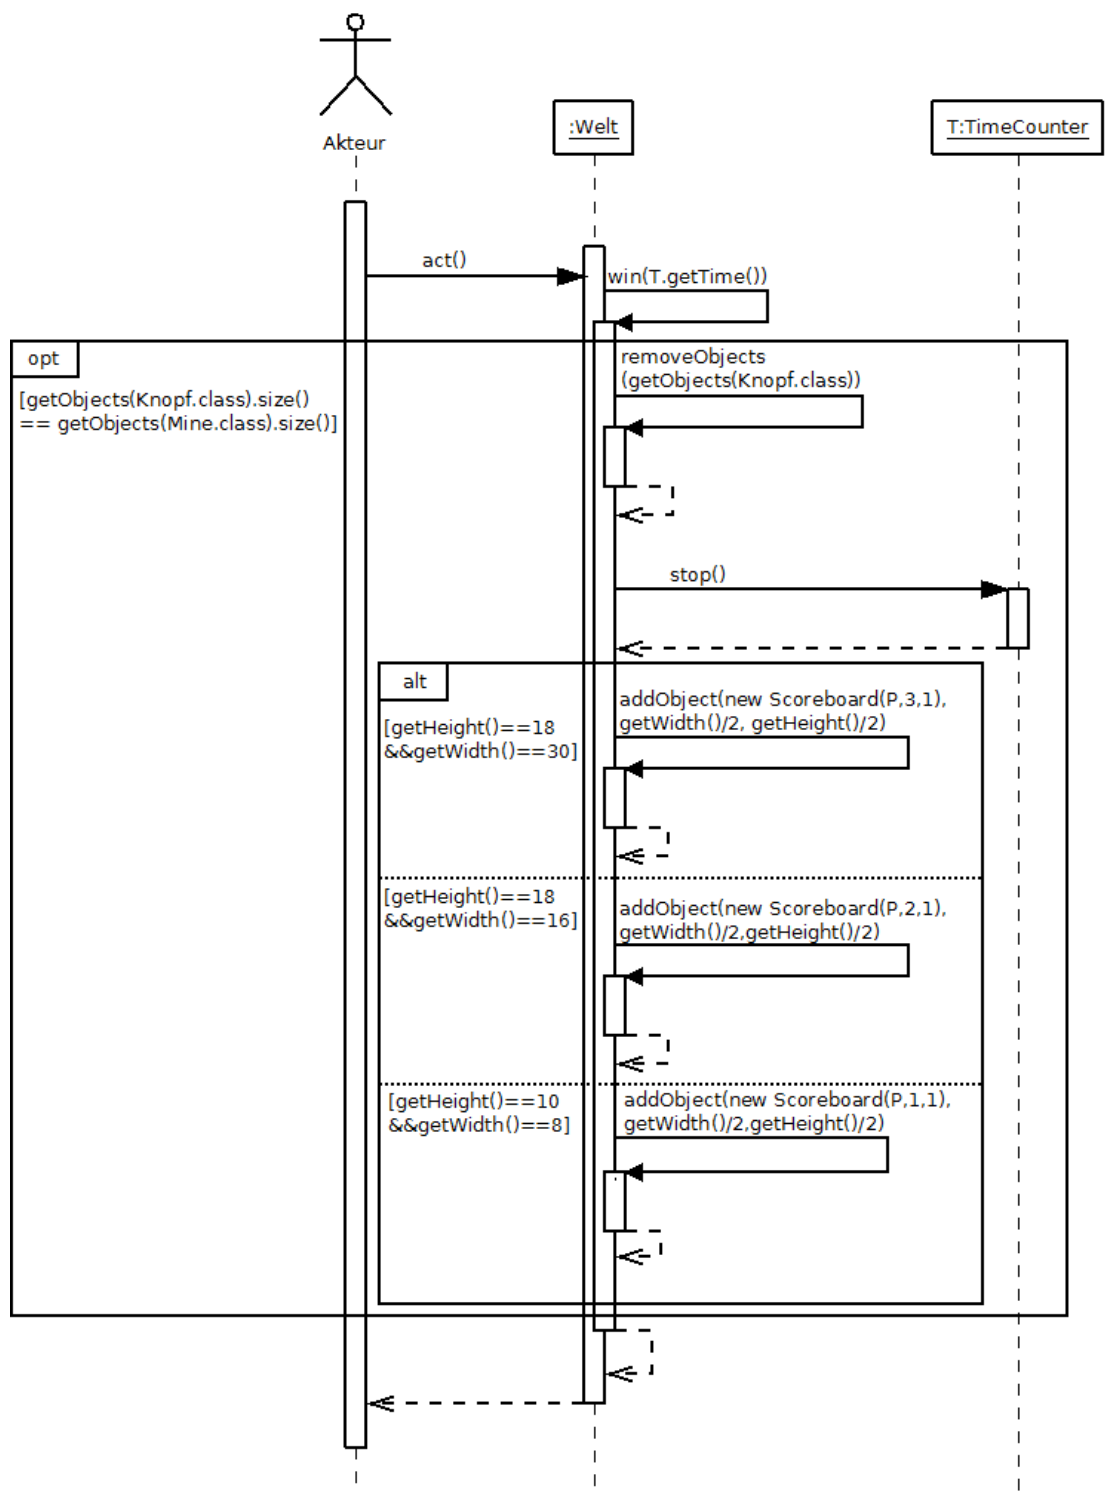 Akteur
:Welt
T:TimeCounter
act()
win(T.getTime())
opt
[getObjects(Knopf.class).size()
== getObjects(Mine.class).size()]
removeObjects
(getObjects(Knopf.class))
stop()
alt
[getHeight()==18
&&getWidth()==30]
addObject(new Scoreboard(P,3,1),
getWidth()/2, getHeight()/2)
[getHeight()==18
&&getWidth()==16]
addObject(new Scoreboard(P,2,1),
getWidth()/2,getHeight()/2)
[getHeight()==10
&&getWidth()==8]
addObject(new Scoreboard(P,1,1),
getWidth()/2,getHeight()/2)